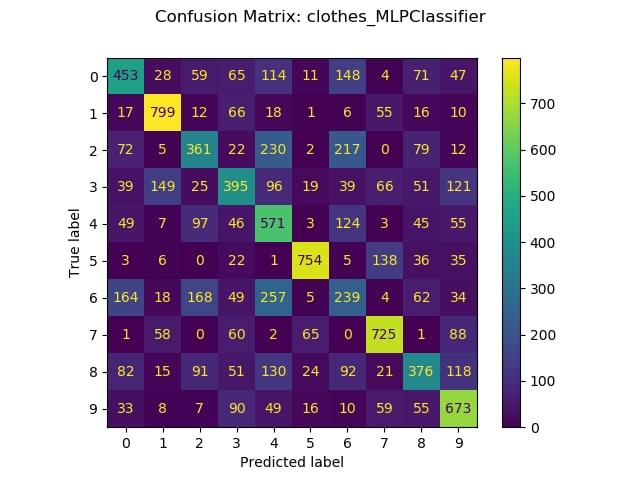 Confusion Matrix: clothes_MLPClassifier
0 453 28 59 65 114 11 148 4 71 47
1 17 799 12 66 18 1 6 55 16 10
2 72 5 361 22 230 2 217 0 79 12
3 39 149 25 395 96 19 39 66 51 121
4 49 7 97 46 571 3 124 3 45 55
5 3 6 0 22 1 754 5 138 36 35
6 164 18 168 49 257 5 239 4 62 34
7 1 58 0 60 2 65 0 725 1 88
8 82 15 91 51 130 24 92 21 376 118
9 33 8 7 90 49 16 10 59 55 673
0 1 2 3 4 5 6 7 8 9
Predicted label
True label
700
600
500
400
300
200
100
0